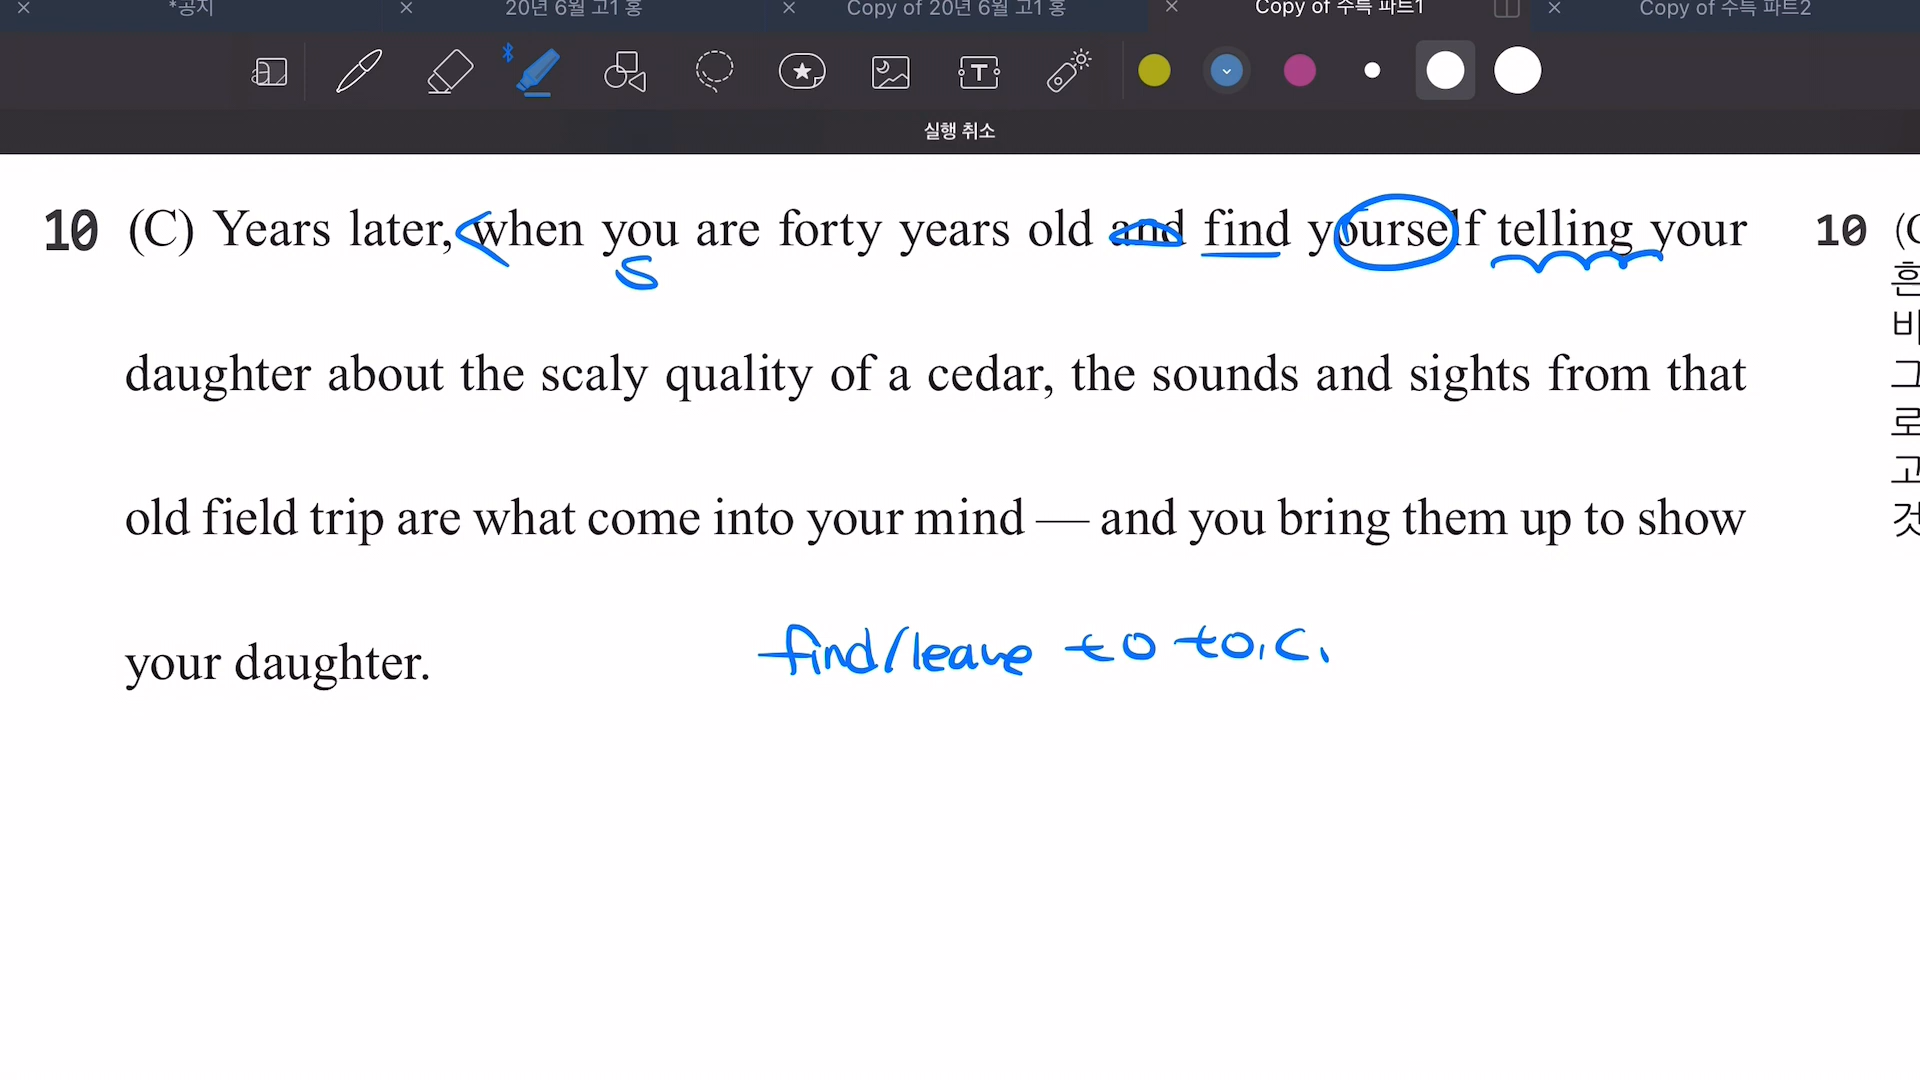 *공지
20년 6월 고1 홍
Copy of 20년 6월 고1 홍
Copy of 수특 파트1
Copy of 수특 파트2
실행 취소
10 (C) Years later, when you are forty years old and find yourself telling your
S
daughter about the scaly quality of a cedar, the sounds and sights from that
old field trip are what come into your mind — and you bring them up to show
your daughter.
find/leave to to.C.
10 (C
흔
바
그
로
고
것